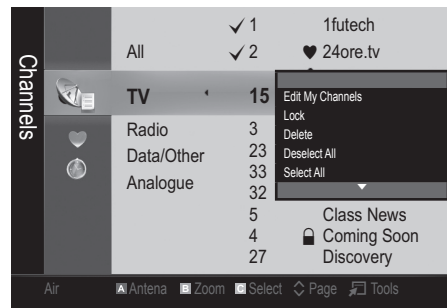 Channels
✓ 1 1futech
All ✓ 2 ♥ 24ore.tv
TV 15
Edit My Channels
Lock
Delete
Deselect All
Select All
Radio 3
Data/Other 23
Analogue 33
32
5 Class News
4 Coming Soon
27 Discovery
Air A Antena B Zoom C Select Page Tools